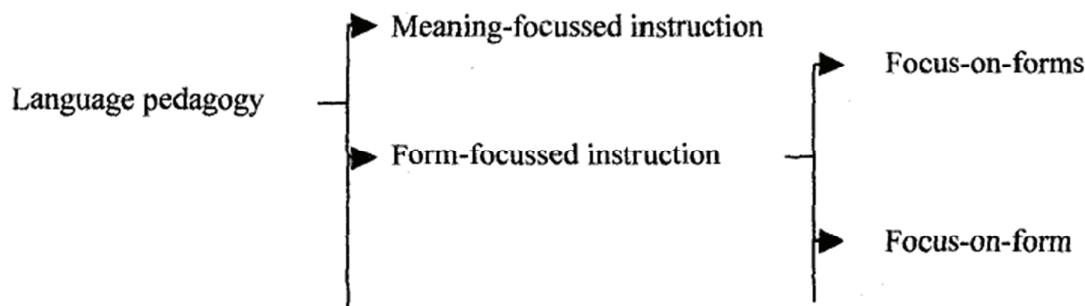 Meaning-focussed instruction
Focus-on-forms
Language pedagogy
Form-focussed instruction
Focus-on-form